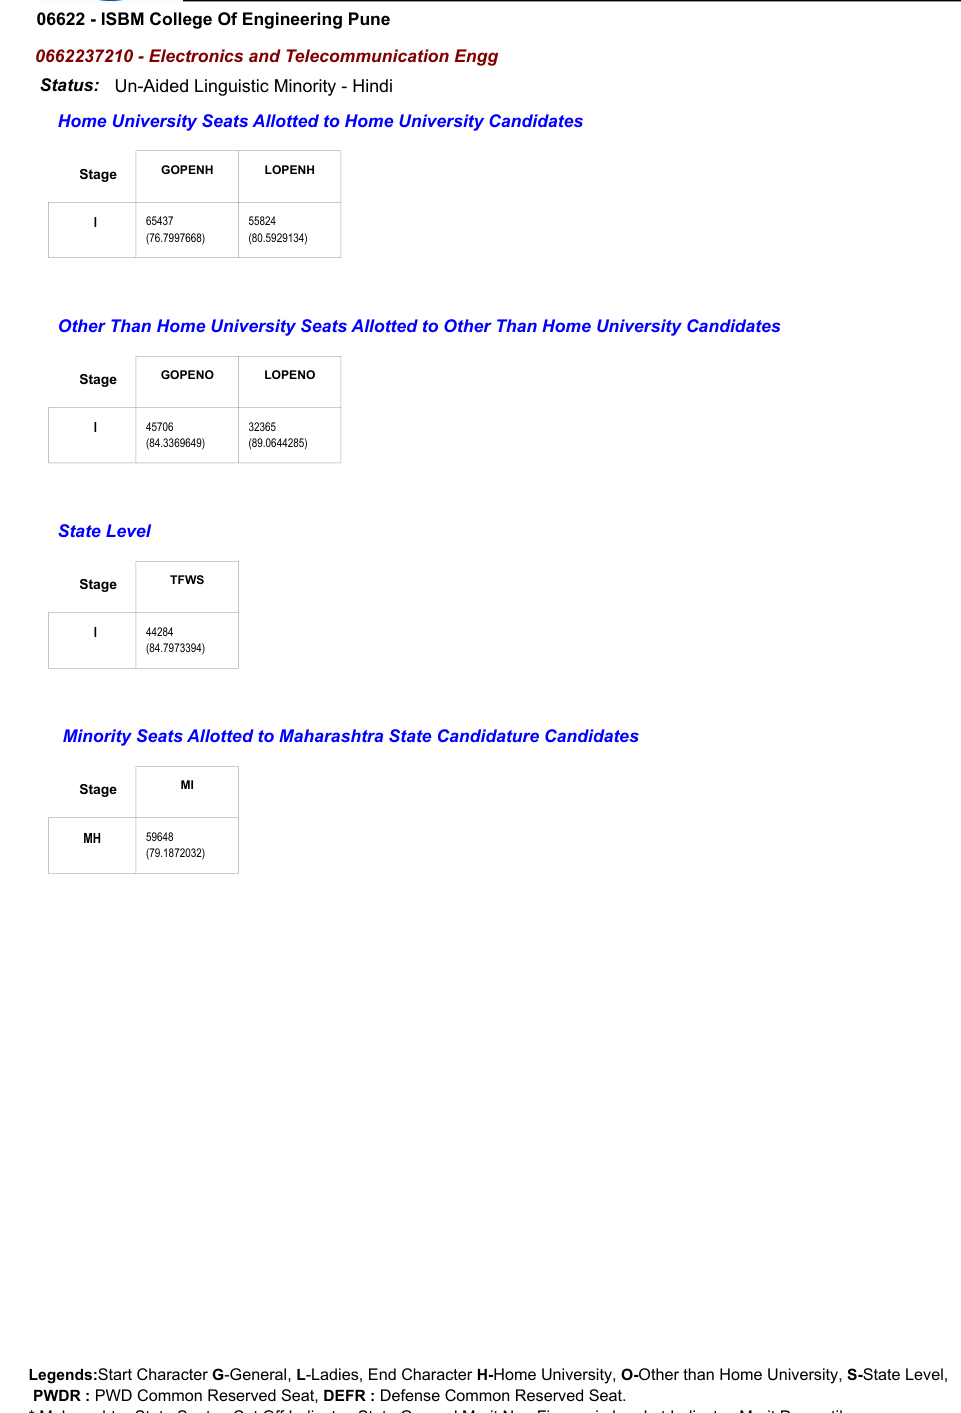 06622 - ISBM College Of Engineering Pune
0662237210 - Electronics and Telecommunication Engg
Status: Un-Aided Linguistic Minority - Hindi
Home University Seats Allotted to Home University Candidates
Stage GOPENH LOPENH
I 65437 55824
(76.7997668) (80.5929134)
Other Than Home University Seats Allotted to Other Than Home University Candidates
Stage GOPENO LOPENO
I 45706 32365
(84.3369649) (89.0644285)
State Level
Stage TFWS
I 44284
(84.7973394)
Minority Seats Allotted to Maharashtra State Candidature Candidates
Stage MI
MH 59648
(79.1872032)
Legends:Start Character G-General, L-Ladies, End Character H-Home University, O-Other than Home University, S-State Level,
PWDR : PWD Common Reserved Seat, DEFR : Defense Common Reserved Seat.